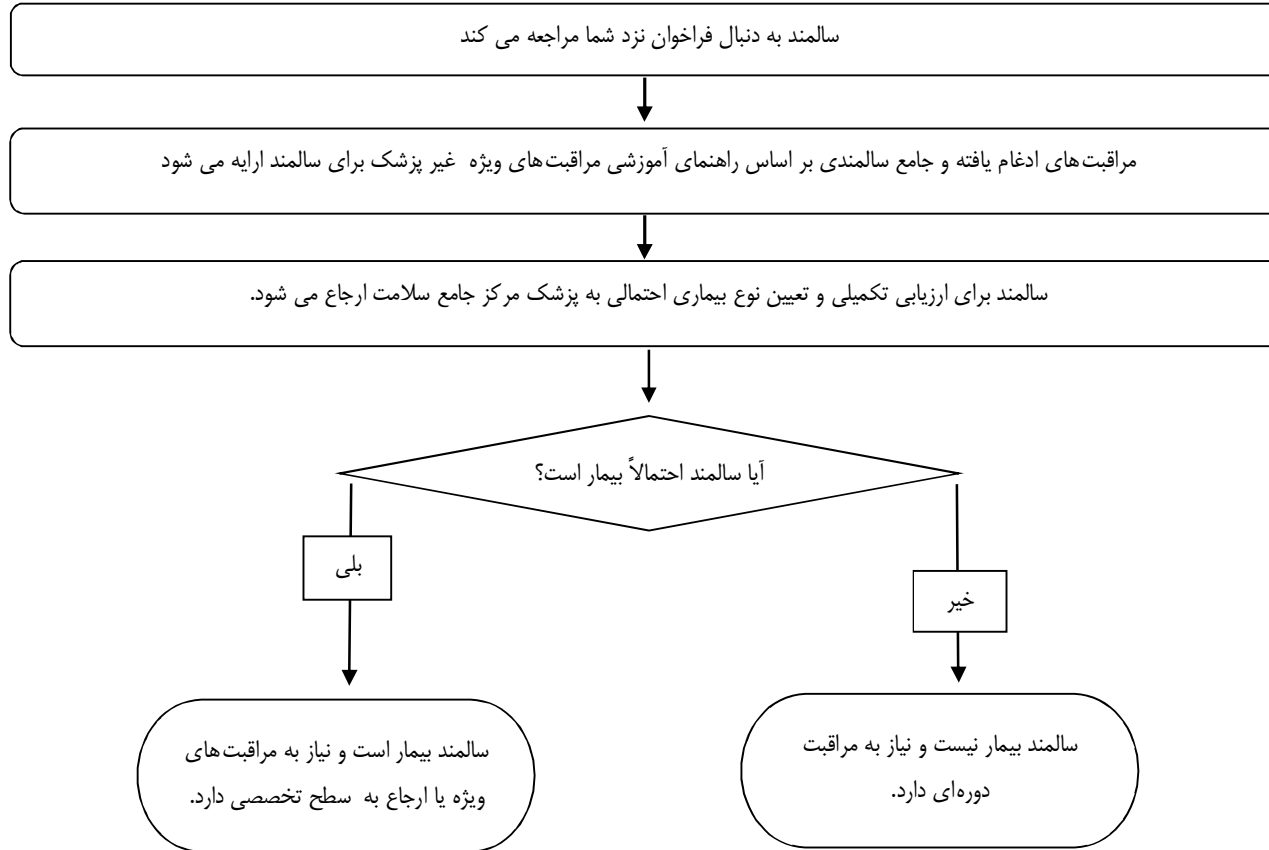 سالمند به دنبال فراخوان نزد شما مراجعه می کند
مراقبت‌های ادغام یافته و جامع سالمندی بر اساس راهنمای آموزشی مراقبت‌های ویژه غیر پزشک برای سالمند ارایه می شود
سالمند برای ارزیابی تکمیلی و تعیین نوع بیماری احتمالی به پزشک مرکز جامع سلامت ارجاع می شود.
آیا سالمند احتمالاً بیمار است؟
خیر
بلی
سالمند بیمار نیست و نیاز به مراقبت
دوره‌ای دارد.
سالمند بیمار است و نیاز به مراقبت‌های
ویژه یا ارجاع به سطح تخصصی دارد.